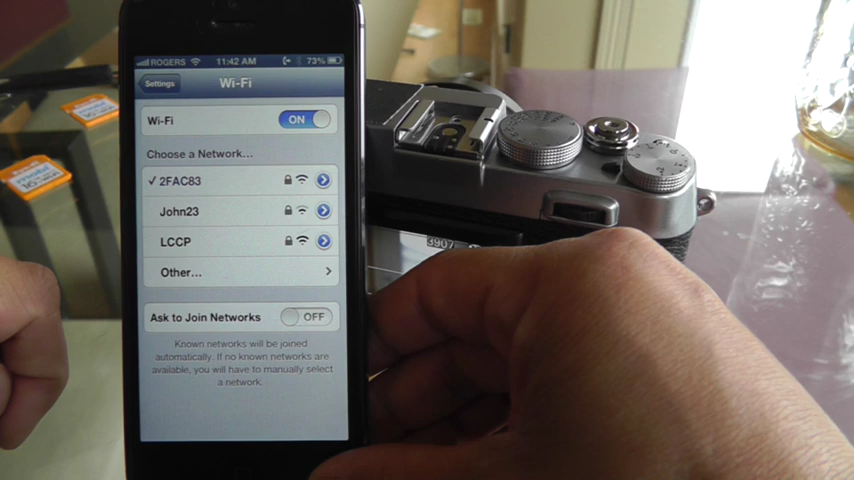 ROGERS 11:42 AM 73%
Settings Wi-Fi
Wi-Fi ON
Choose a Network...
✓ 2FAC83
John23
LCCP
Other...
Ask to Join Networks OFF
Known networks will be joined
automatically. If no known networks are
available, you will have to manually select
a network.
3907